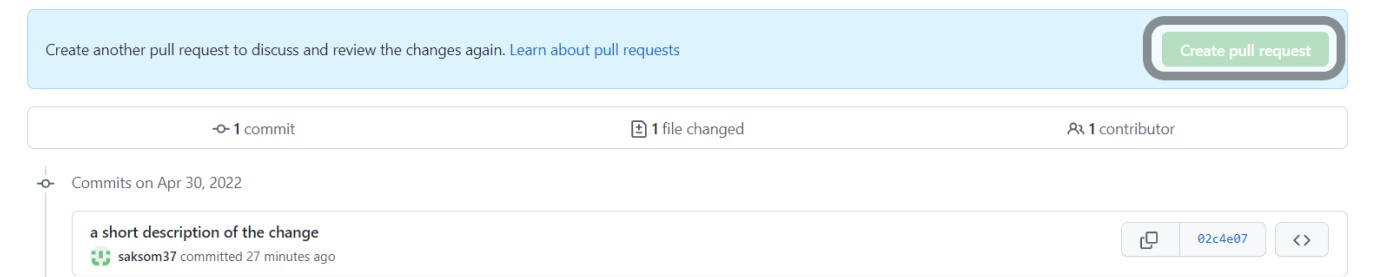 Create another pull request to discuss and review the changes again. Learn about pull requests
Create pull request
1 commit
1 file changed
1 contributor
Commits on Apr 30, 2022
a short description of the change
02c4e07
saksom37 committed 27 minutes ago